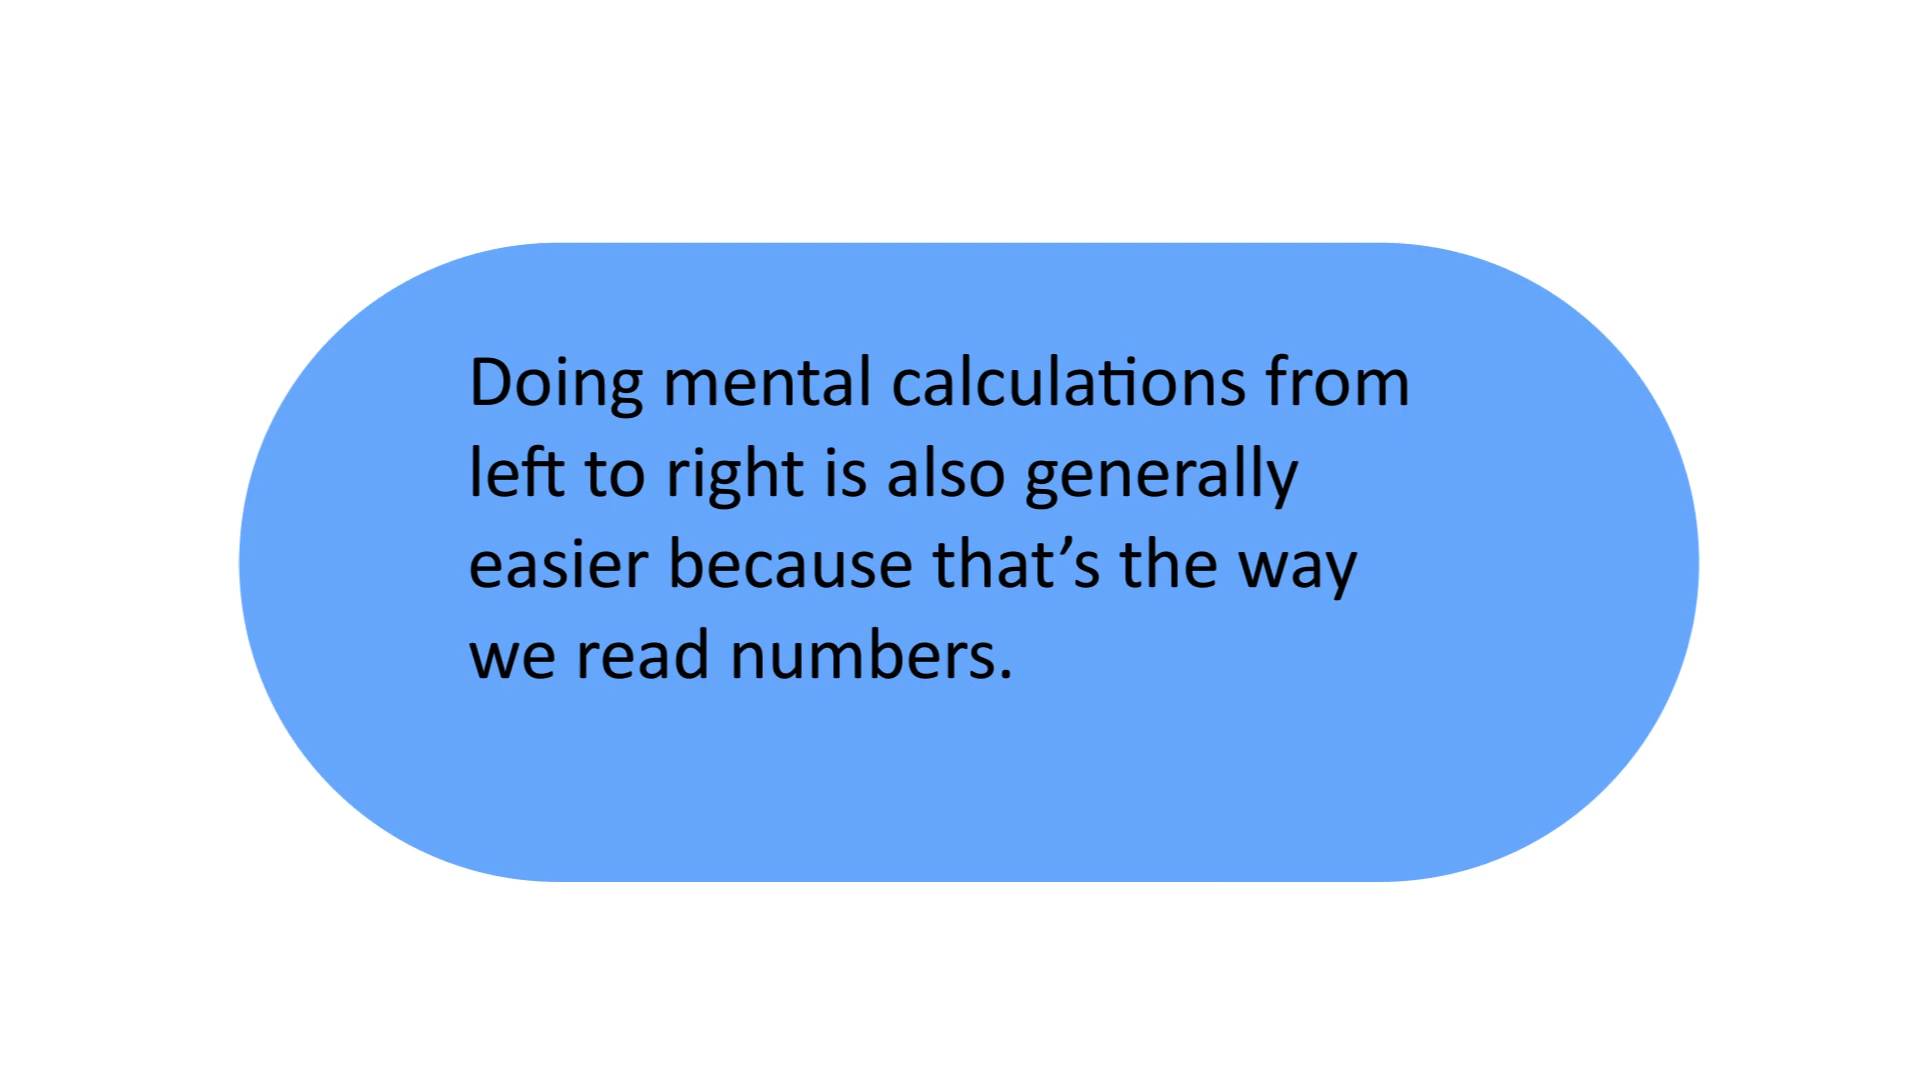 Doing mental calculations from
left to right is also generally
easier because that’s the way
we read numbers.